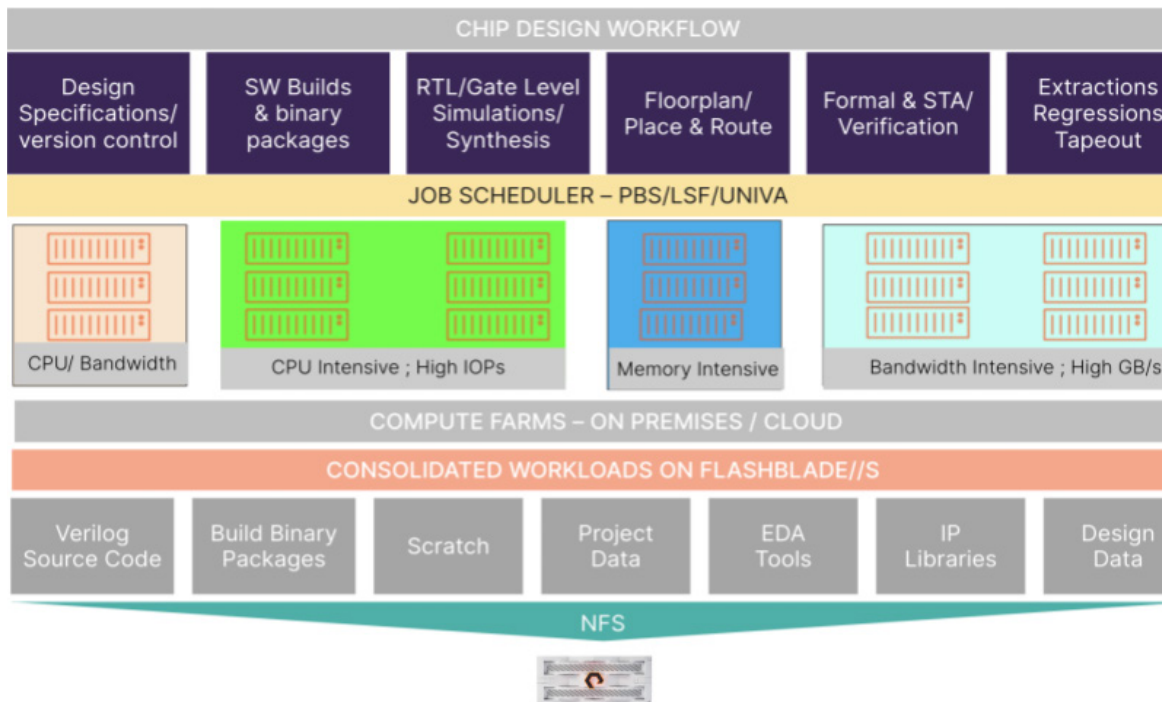 CHIP DESIGN WORKFLOW
Design
Specifications/
version control
SW Builds
& binary
packages
RTL/Gate Level
Simulations/
Synthesis
Floorplan/
Place & Route
Formal & STA/
Verification
Extractions
Regressions
Tapeout
JOB SCHEDULER – PBS/LSF/UNIVA
CPU/ Bandwidth
CPU Intensive ; High IOPs
Memory Intensive
Bandwidth Intensive ; High GB/s
COMPUTE FARMS – ON PREMISES / CLOUD
CONSOLIDATED WORKLOADS ON FLASHBLADE//S
Verilog
Source Code
Build Binary
Packages
Scratch
Project
Data
EDA
Tools
IP
Libraries
Design
Data
NFS